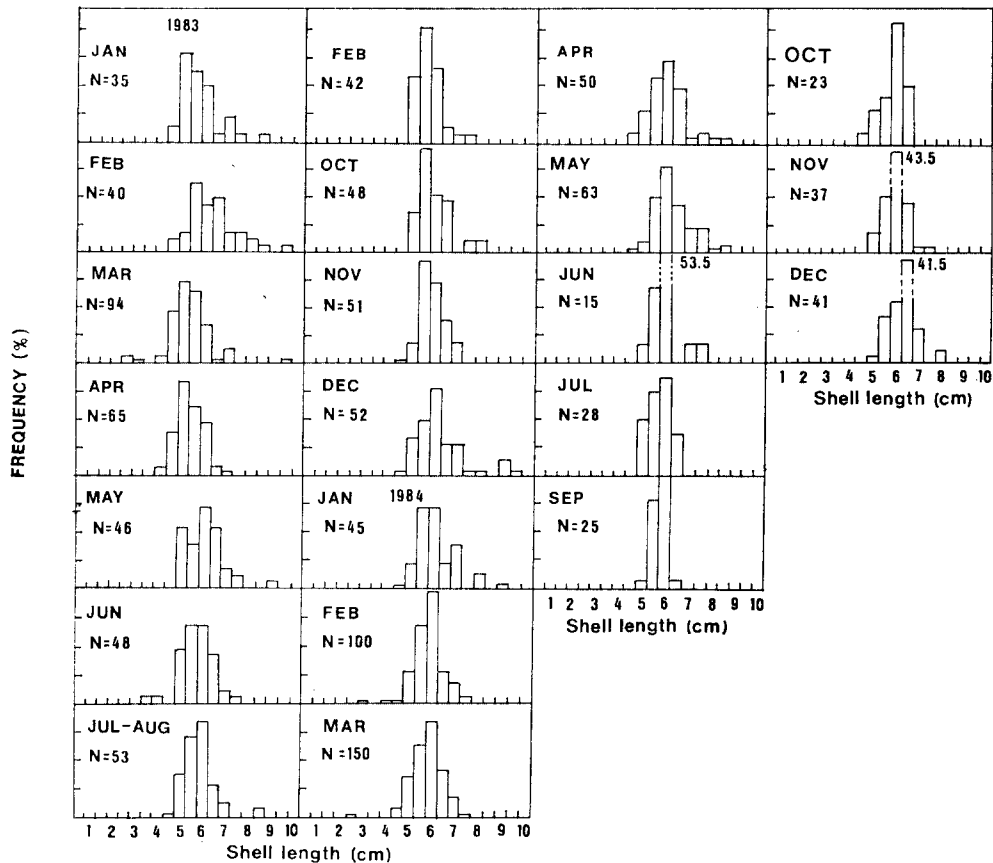 FREQUENCY (%)
1983
JAN
N=35
FEB
N=40
MAR
N=94
APR
N=65
MAY
N=46
JUN
N=48
JUL-AUG
N=53
1 2 3 4 5 6 7 8 9 10
Shell length (cm)
FEB
N=42
OCT
N=48
NOV
N=51
DEC
N=52
JAN 1984
N=45
FEB
N=100
MAR
N=150
1 2 3 4 5 6 7 8 9 10
APR
N=50
MAY
N=63
JUN 53.5
N=15
JUL
N=28
SEP
N=25
1 2 3 4 5 6 7 8 9 10
Shell length (cm)
OCT
N=23
NOV 43.5
N=37
DEC 41.5
N=41
1 2 3 4 5 6 7 8 9 10
Shell length (cm)